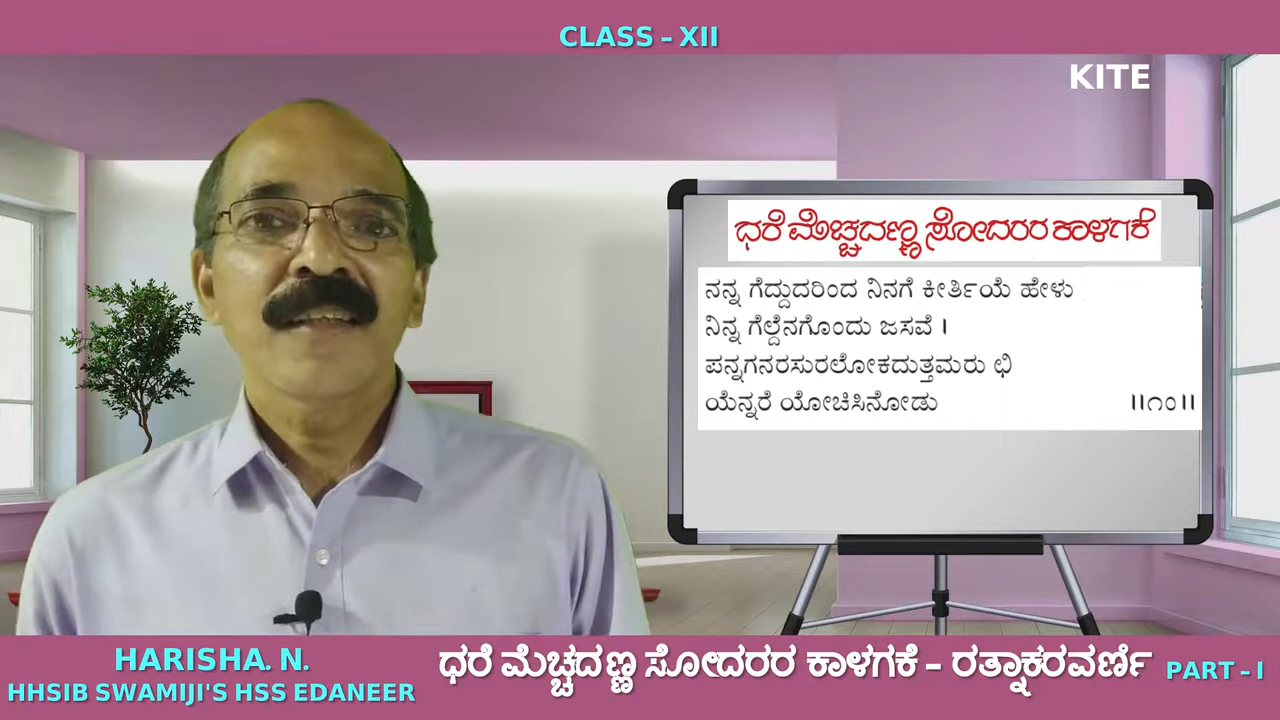 CLASS – XII
KITE
ಧರೆ ಮೆಚ್ಚದಣ್ಣ ಸೋದರರ ಕಾಳಗಕೆ
ನನ್ನ ಗೆದ್ದುದರಿಂದ ನಿನಗೆ ಕೀರ್ತಿಯೆ ಹೇಳು
ನಿನ್ನ ಗೆಲ್ದೆನಗೊಂದು ಜಸವೆ ।
ಪನ್ನಗನರಸುರಲೋಕದುತ್ತಮರು ಛಿ
ಯೆನ್ನರೆ ಯೋಚಿಸಿನೋಡು ॥೧೦॥
HARISHA. N.
HHSIB SWAMIJI'S HSS EDANEER
ಧರೆ ಮೆಚ್ಚದಣ್ಣ ಸೋದರರ ಕಾಳಗಕೆ – ರತ್ನಾಕರವರ್ಣಿ PART – I